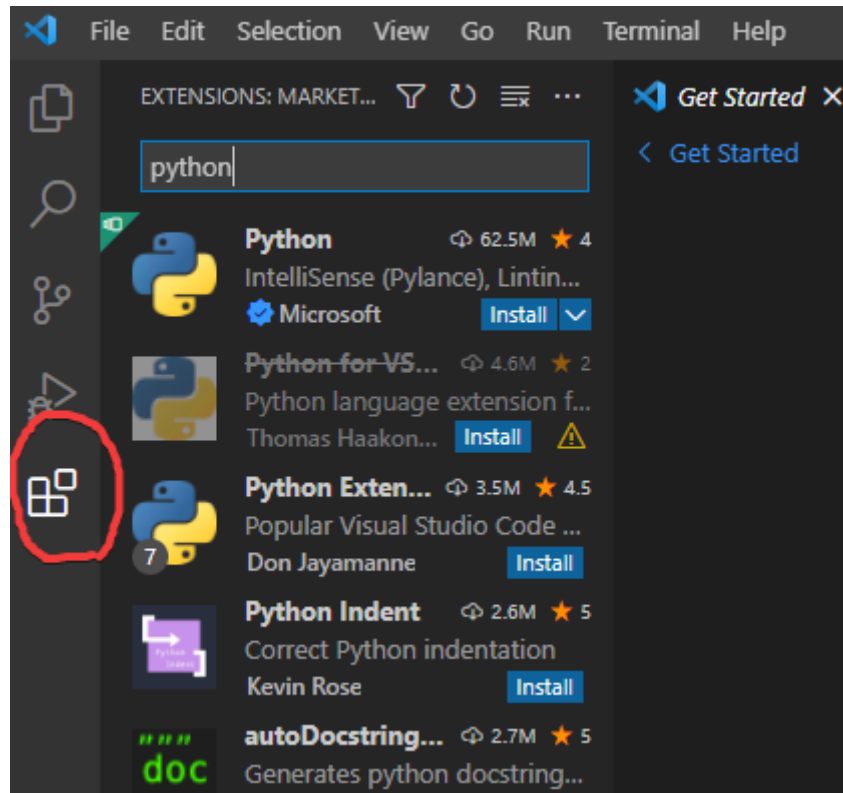 File Edit Selection View Go Run Terminal Help
EXTENSIONS: MARKET...
Get Started
python
Get Started
Python 62.5M 4
IntelliSense (Pylance), Lintin...
Microsoft Install
Python for VS... 4.6M 2
Python language extension f...
Thomas Haakon... Install
Python Exten... 3.5M 4.5
Popular Visual Studio Code ...
7 Don Jayamanne Install
Python Indent 2.6M 5
Python Indent
Correct Python indentation
Kevin Rose Install
autoDocstring... 2.7M 5
""" doc
Generates python docstring...